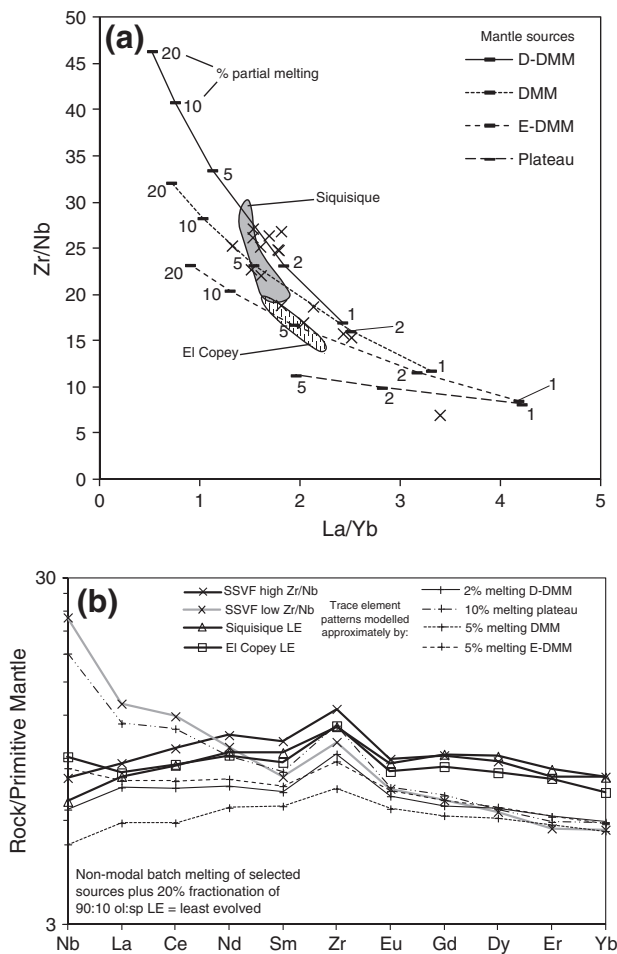 (a)
Zr/Nb
50
45
40
35
30
25
20
15
10
5
0
0
1
2
3
4
5
La/Yb
Mantle sources
D-DMM
DMM
E-DMM
Plateau
% partial melting
20
10
5
2
1
20
10
5
2
1
20
10
5
2
1
5
2
1
Siquisique
El Copey
(b)
Rock/Primitive Mantle
30
3
SSVF high Zr/Nb
SSVF low Zr/Nb
Siquisique LE
El Copey LE
Trace element
patterns modelled
approximately by:
2% melting D-DMM
10% melting plateau
5% melting DMM
5% melting E-DMM
Non-modal batch melting of selected
sources plus 20% fractionation of
90:10 ol:sp LE = least evolved
Nb La Ce Nd Sm Zr Eu Gd Dy Er Yb